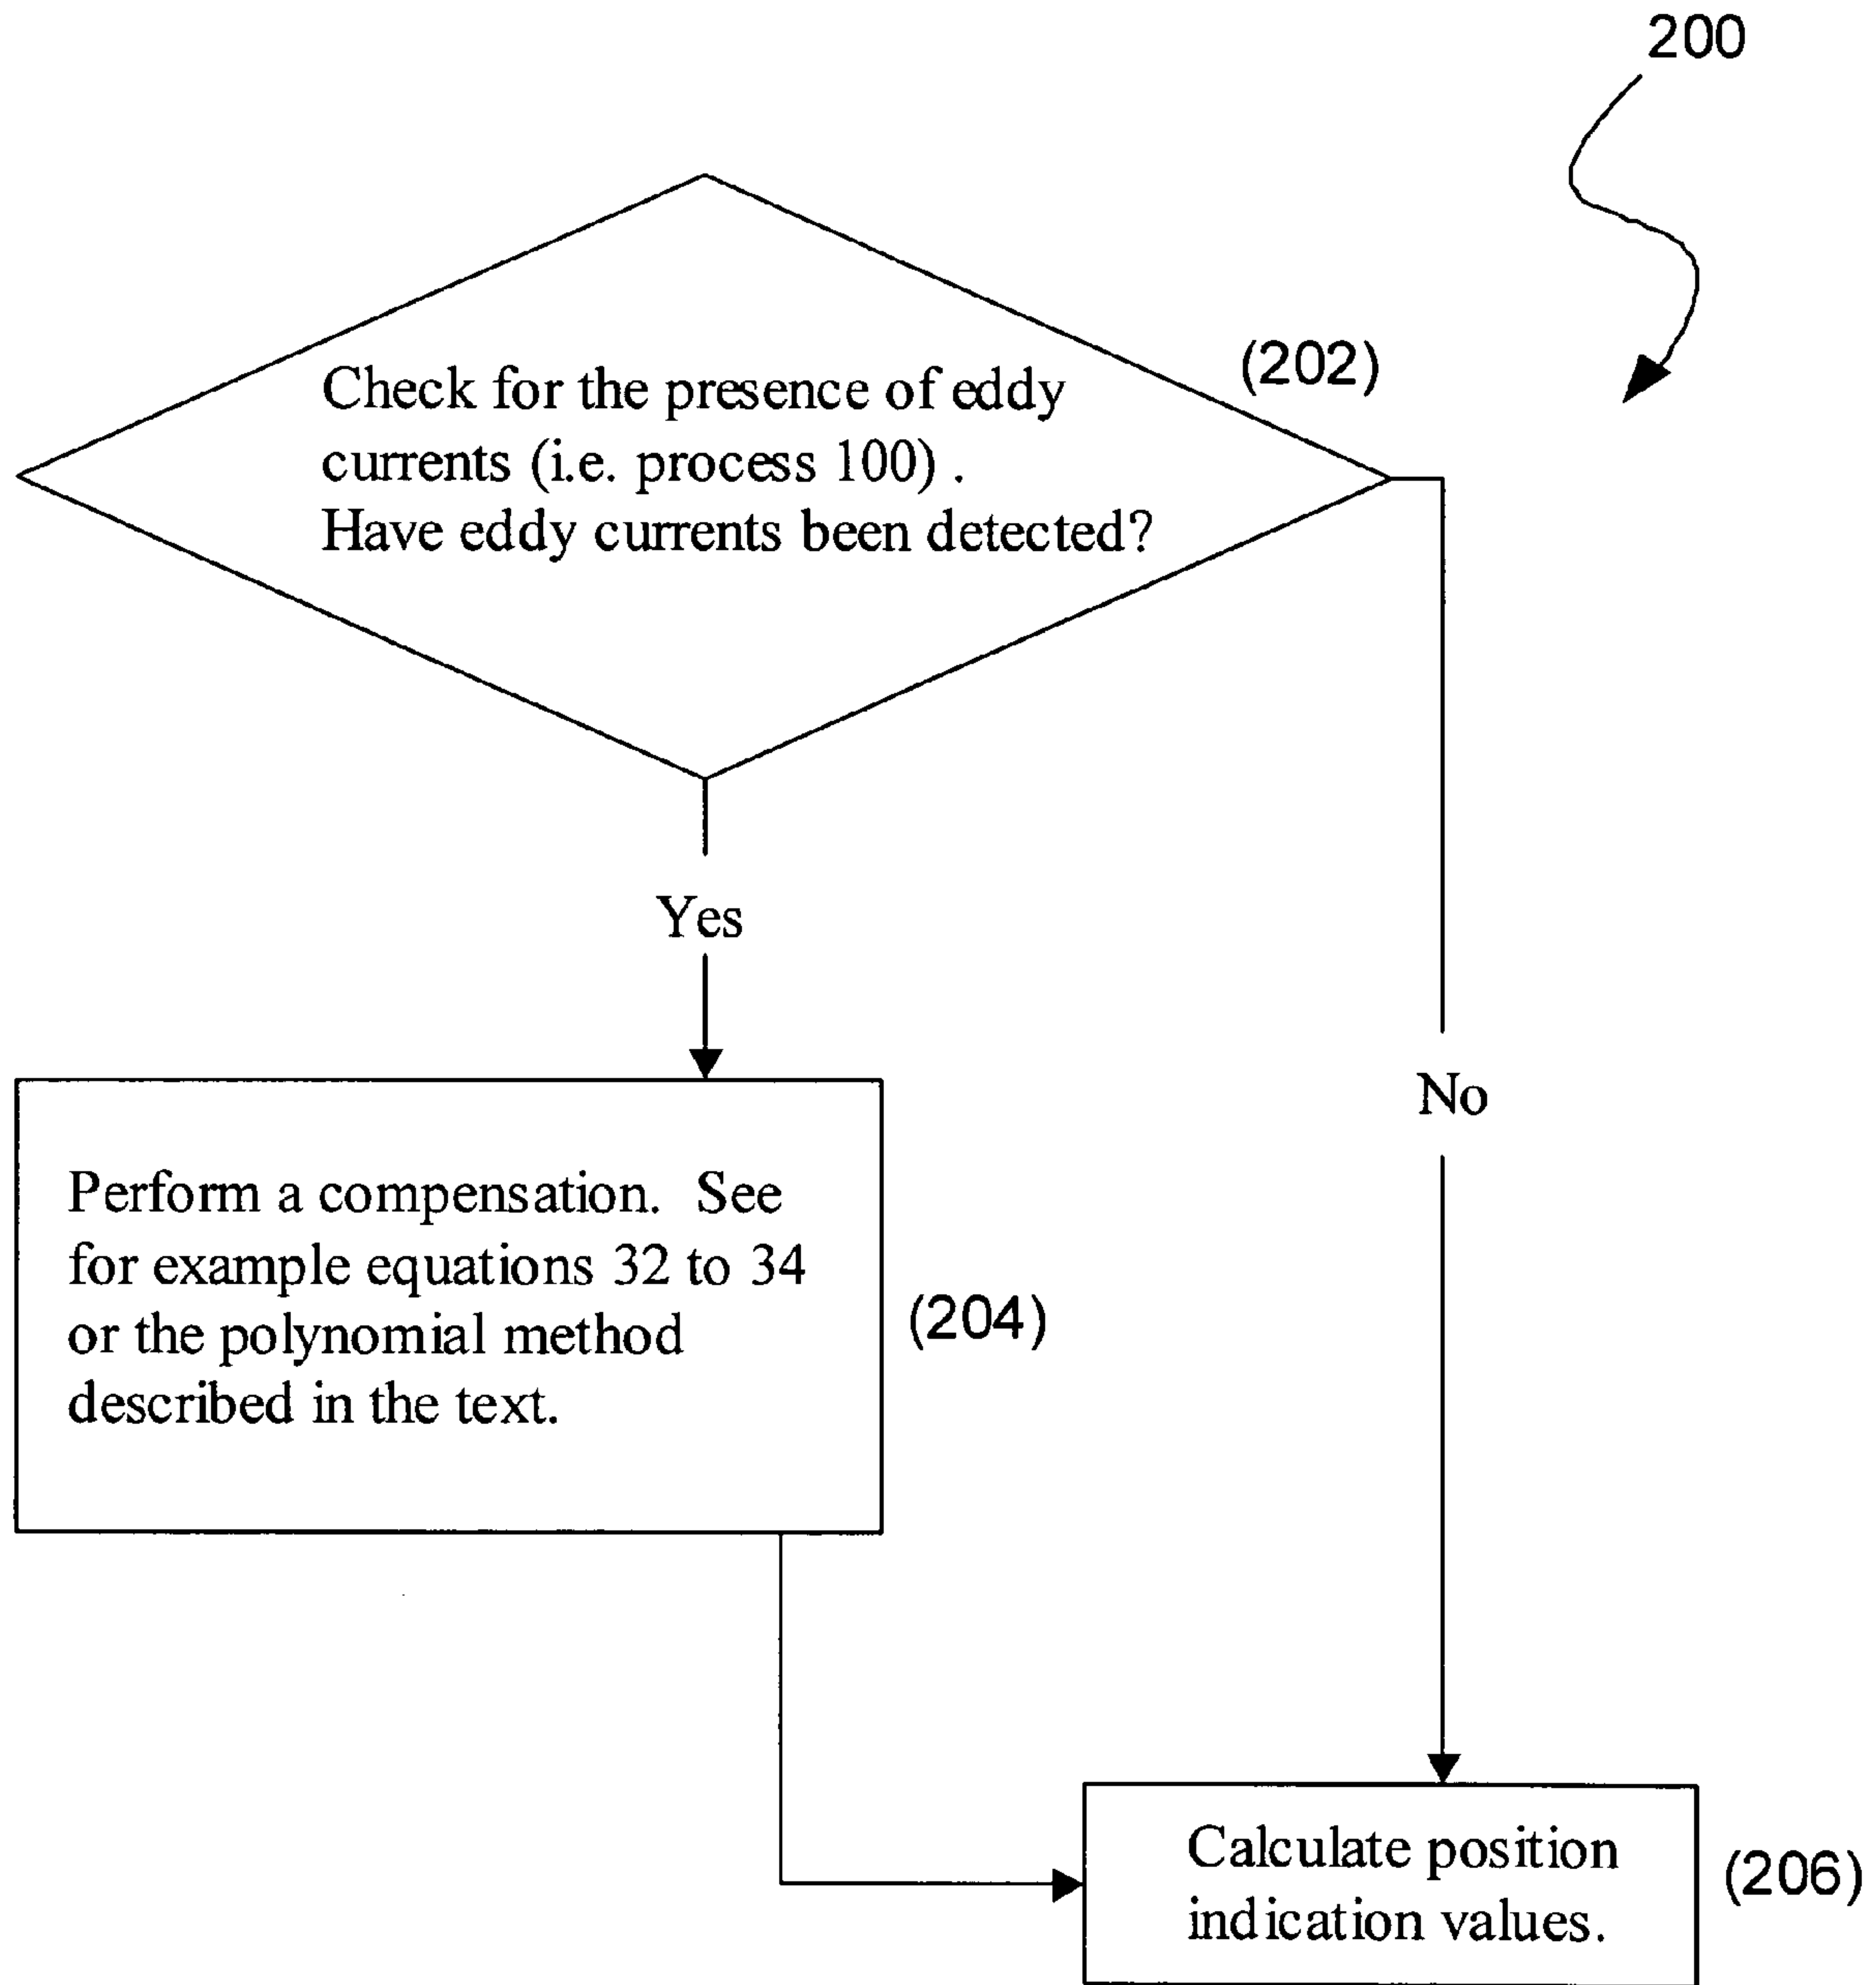 200
(202)
Check for the presence of eddy
currents (i.e. process 100) .
Have eddy currents been detected?
Yes
No
Perform a compensation. See
for example equations 32 to 34
or the polynomial method
described in the text.
(204)
Calculate position
indication values.
(206)